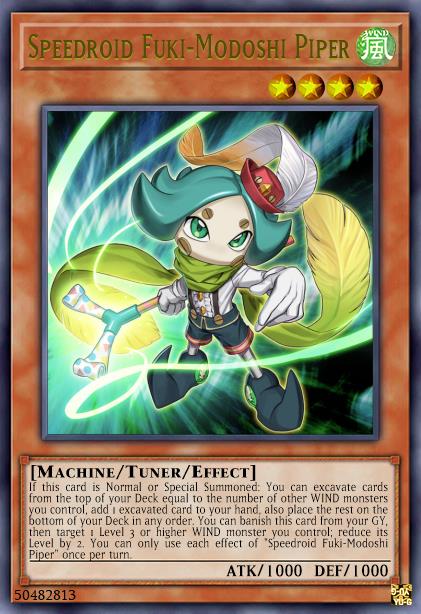 Speedroid Fuki-Modoshi Piper
WIND
風
[Machine/Tuner/Effect]
If this card is Normal or Special Summoned: You can excavate cards
from the top of your Deck equal to the number of other WIND monsters
you control, add 1 excavated card to your hand, also place the rest on the
bottom of your Deck in any order. You can banish this card from your GY,
then target 1 Level 3 or higher WIND monster you control; reduce its
Level by 2. You can only use each effect of "Speedroid Fuki-Modoshi
Piper" once per turn.
ATK/1000 DEF/1000
50482813